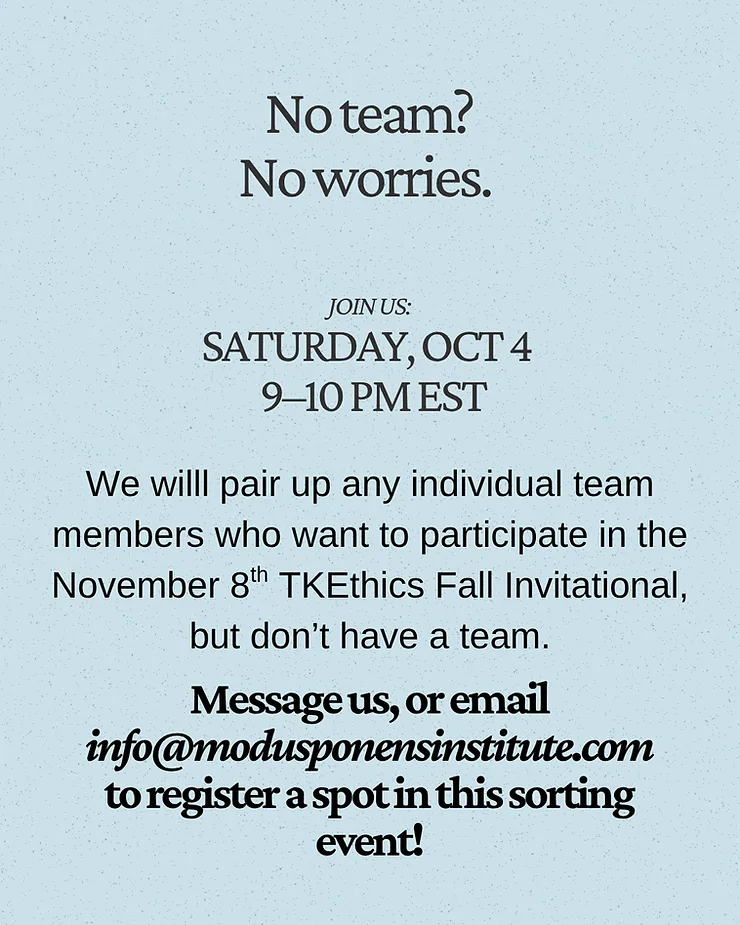 No team?
No worries.
JOIN US:
SATURDAY, OCT 4
9–10 PM EST
We willl pair up any individual team
members who want to participate in the
November 8th TKEthics Fall Invitational,
but don’t have a team.
Message us, or email
info@modusponensinstitute.com
to register a spot in this sorting
event!